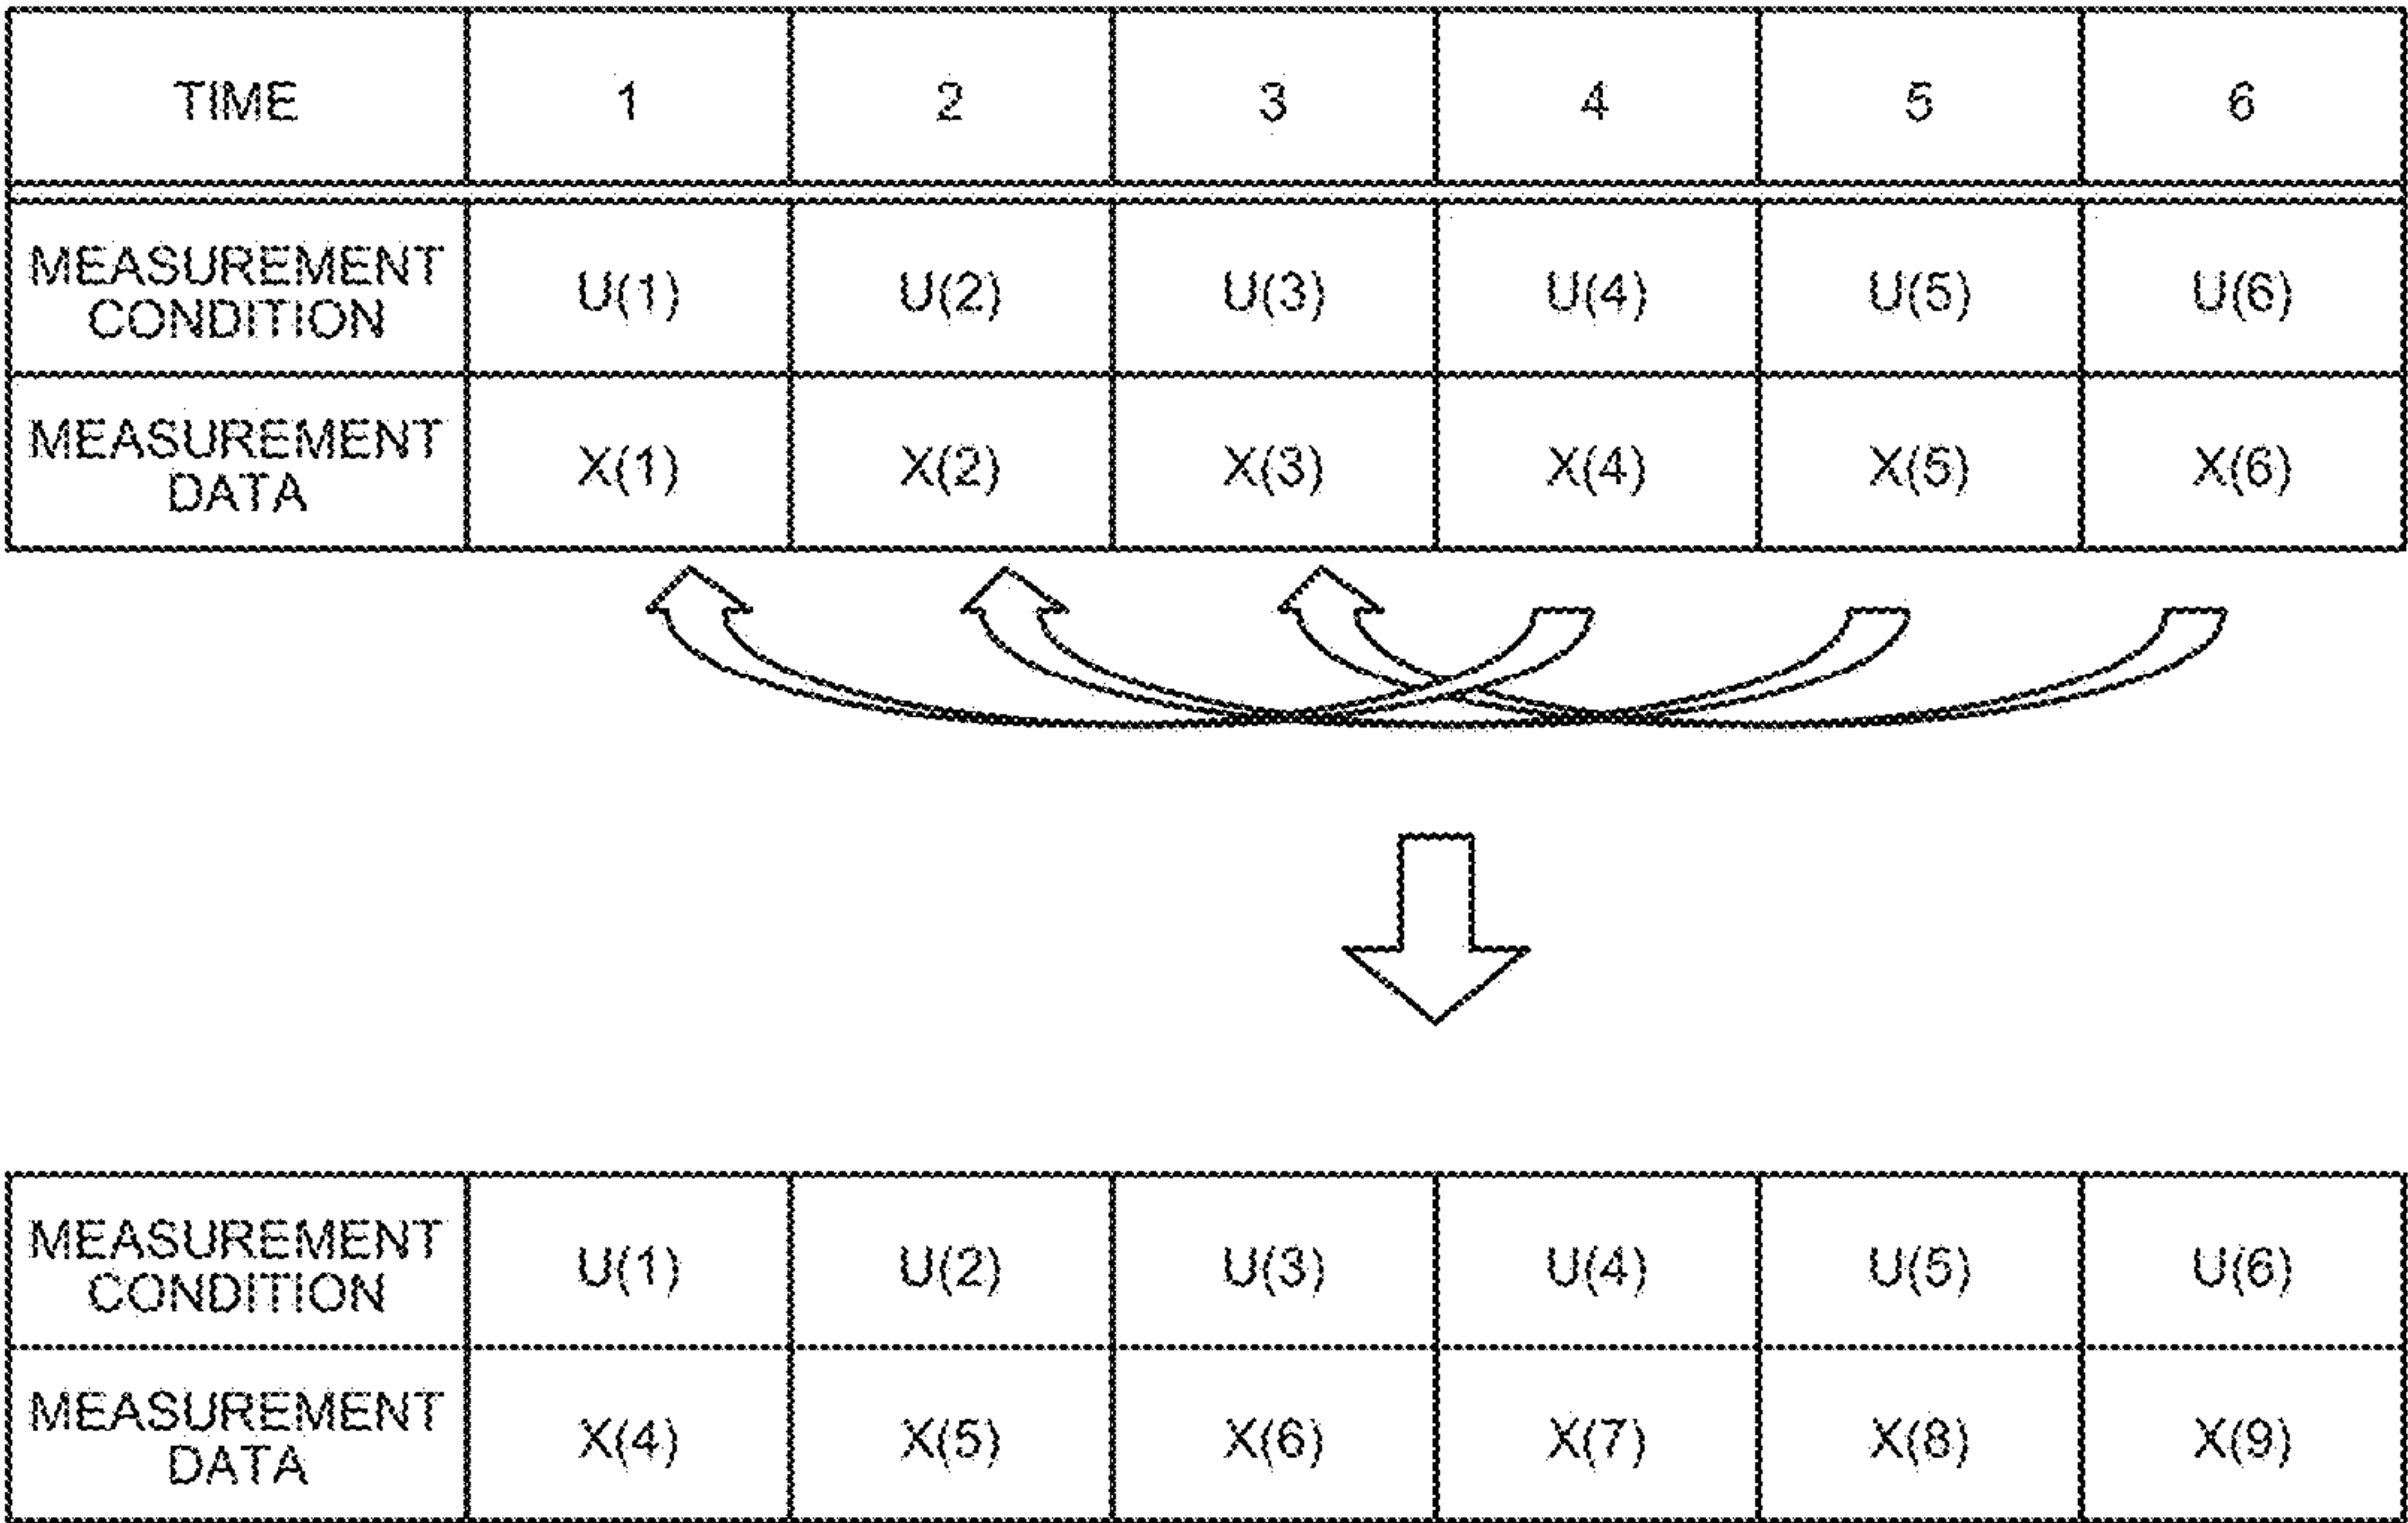 TIME 1 2 3 4 5 6
MEASUREMENT
CONDITION U(1) U(2) U(3) U(4) U(5) U(6)
MEASUREMENT
DATA X(1) X(2) X(3) X(4) X(5) X(6)
MEASUREMENT
CONDITION U(1) U(2) U(3) U(4) U(5) U(6)
MEASUREMENT
DATA X(4) X(5) X(6) X(7) X(8) X(9)